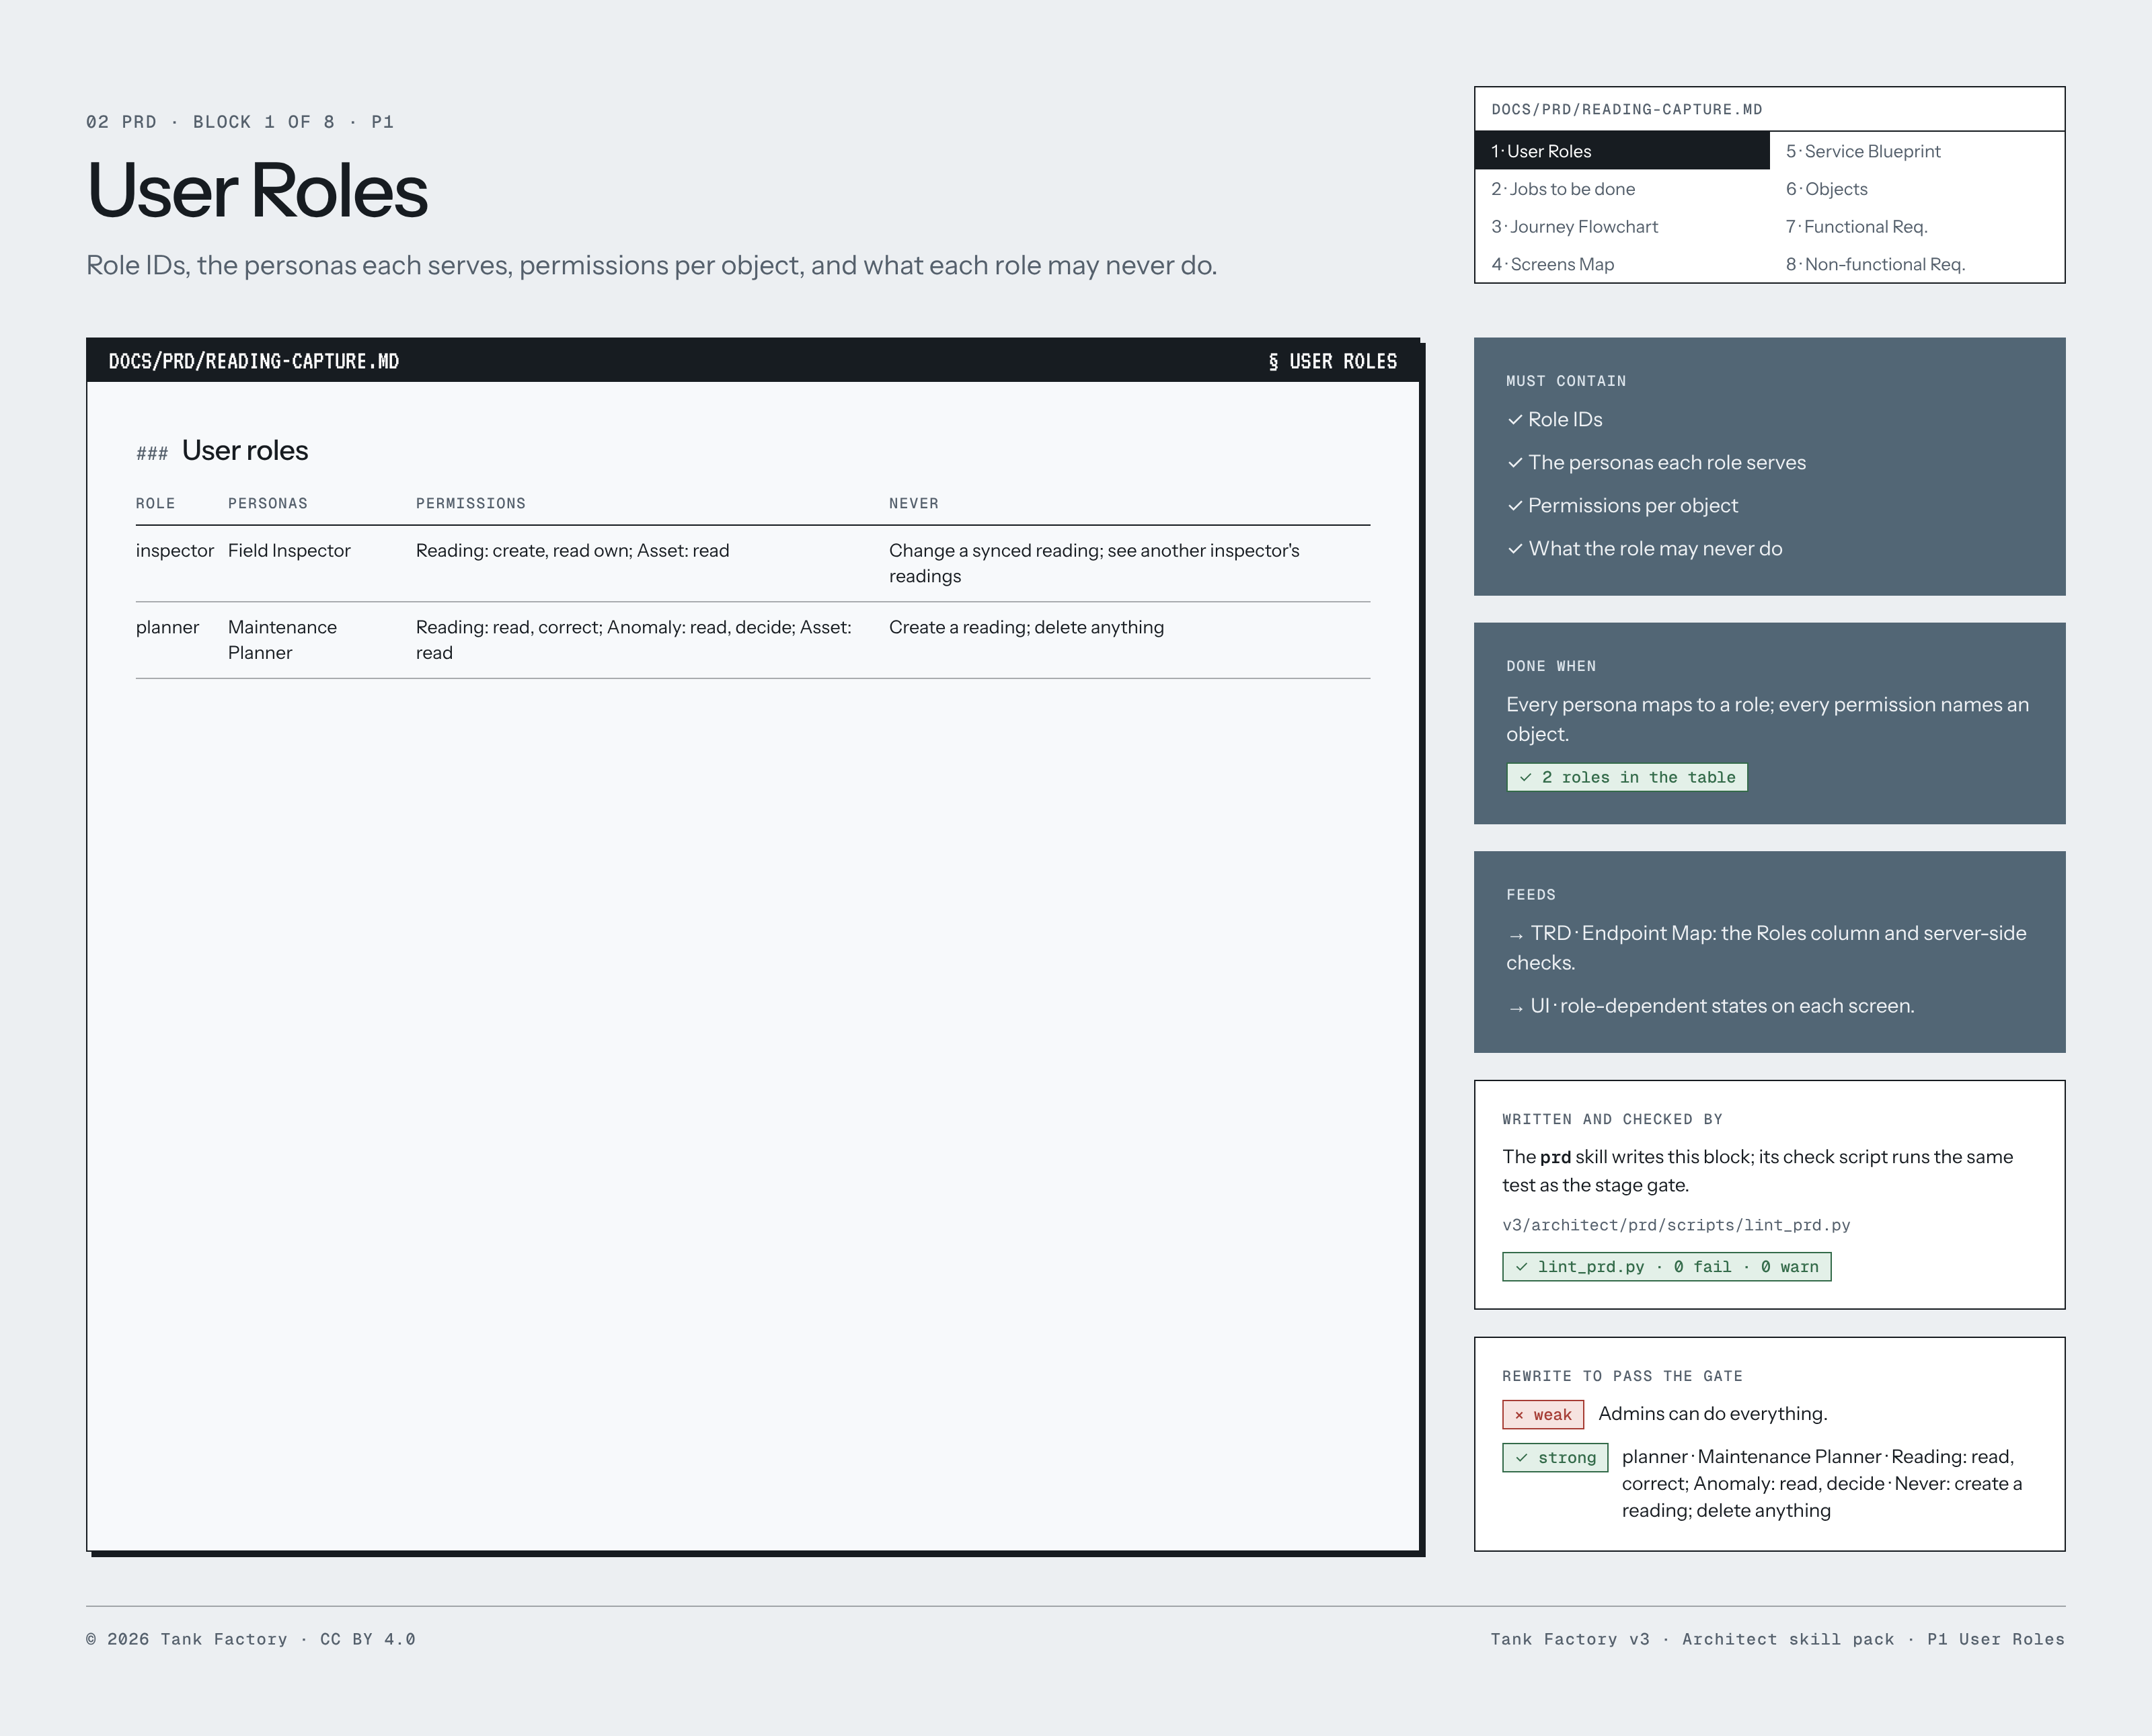 02 PRD · BLOCK 1 OF 8 · P1
User Roles
Role IDs, the personas each serves, permissions per object, and what each role may never do.
DOCS/PRD/READING-CAPTURE.MD
1·User Roles
2·Jobs to be done
3·Journey Flowchart
4·Screens Map
5·Service Blueprint
6·Objects
7·Functional Req.
8·Non-functional Req.
DOCS/PRD/READING-CAPTURE.MD § USER ROLES
### User roles
ROLE PERSONAS PERMISSIONS NEVER
inspector Field Inspector Reading: create, read own; Asset: read Change a synced reading; see another inspector's
readings
planner Maintenance Reading: read, correct; Anomaly: read, decide; Asset: Create a reading; delete anything
Planner read
MUST CONTAIN
✓ Role IDs
✓ The personas each role serves
✓ Permissions per object
✓ What the role may never do
DONE WHEN
Every persona maps to a role; every permission names an
object.
✓ 2 roles in the table
FEEDS
→ TRD·Endpoint Map: the Roles column and server-side
checks.
→ UI·role-dependent states on each screen.
WRITTEN AND CHECKED BY
The prd skill writes this block; its check script runs the same
test as the stage gate.
v3/architect/prd/scripts/lint_prd.py
✓ lint_prd.py · 0 fail · 0 warn
REWRITE TO PASS THE GATE
× weak Admins can do everything.
✓ strong planner·Maintenance Planner·Reading: read,
correct; Anomaly: read, decide·Never: create a
reading; delete anything
© 2026 Tank Factory · CC BY 4.0
Tank Factory v3 · Architect skill pack · P1 User Roles